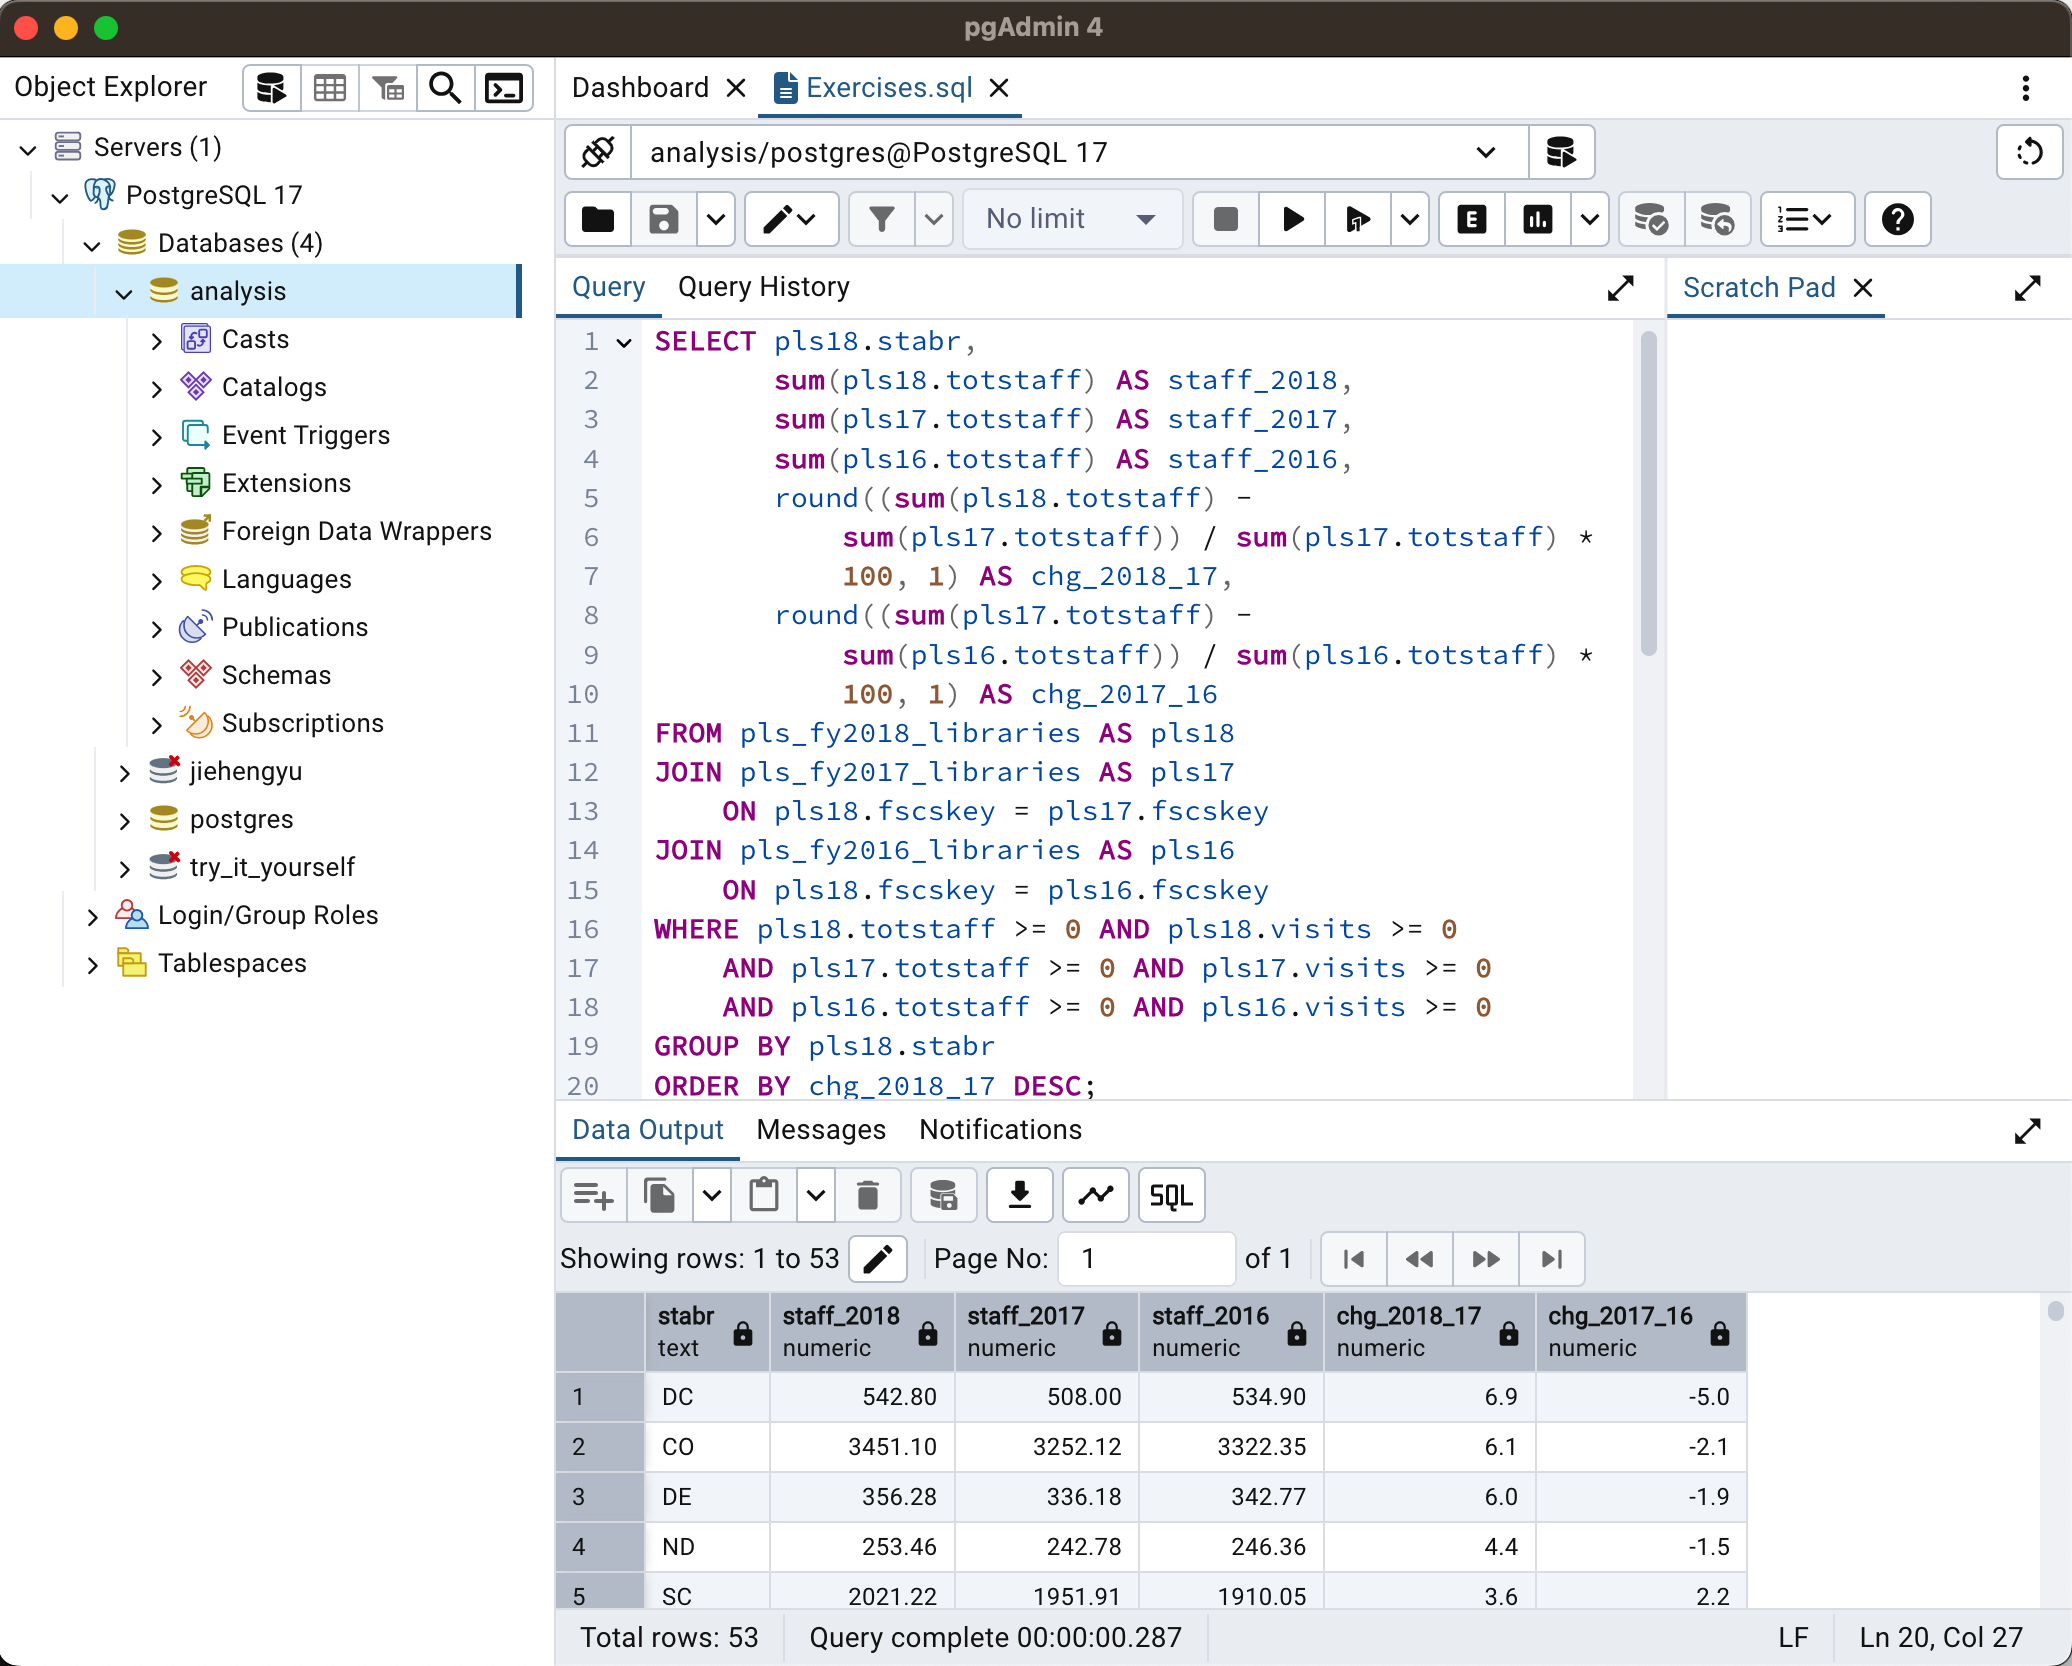 pgAdmin 4
Object Explorer
Servers (1)
PostgreSQL 17
Databases (4)
analysis
Casts
Catalogs
Event Triggers
Extensions
Foreign Data Wrappers
Languages
Publications
Schemas
Subscriptions
jiehengyu
postgres
try_it_yourself
Login/Group Roles
Tablespaces
Dashboard Exercises.sql
analysis/postgres@PostgreSQL 17
No limit E
Query Query History Scratch Pad
1 SELECT pls18.stabr,
2 sum(pls18.totstaff) AS staff_2018,
3 sum(pls17.totstaff) AS staff_2017,
4 sum(pls16.totstaff) AS staff_2016,
5 round((sum(pls18.totstaff) -
6 sum(pls17.totstaff)) / sum(pls17.totstaff) *
7 100, 1) AS chg_2018_17,
8 round((sum(pls17.totstaff) -
9 sum(pls16.totstaff)) / sum(pls16.totstaff) *
10 100, 1) AS chg_2017_16
11 FROM pls_fy2018_libraries AS pls18
12 JOIN pls_fy2017_libraries AS pls17
13 ON pls18.fscskey = pls17.fscskey
14 JOIN pls_fy2016_libraries AS pls16
15 ON pls18.fscskey = pls16.fscskey
16 WHERE pls18.totstaff >= 0 AND pls18.visits >= 0
17 AND pls17.totstaff >= 0 AND pls17.visits >= 0
18 AND pls16.totstaff >= 0 AND pls16.visits >= 0
19 GROUP BY pls18.stabr
20 ORDER BY chg_2018_17 DESC;
Data Output Messages Notifications
SQL
Showing rows: 1 to 53 Page No: 1 of 1
stabr staff_2018 staff_2017 staff_2016 chg_2018_17 chg_2017_16
text numeric numeric numeric numeric numeric
1 DC 542.80 508.00 534.90 6.9 -5.0
2 CO 3451.10 3252.12 3322.35 6.1 -2.1
3 DE 356.28 336.18 342.77 6.0 -1.9
4 ND 253.46 242.78 246.36 4.4 -1.5
5 SC 2021.22 1951.91 1910.05 3.6 2.2
Total rows: 53 Query complete 00:00:00.287 LF Ln 20, Col 27